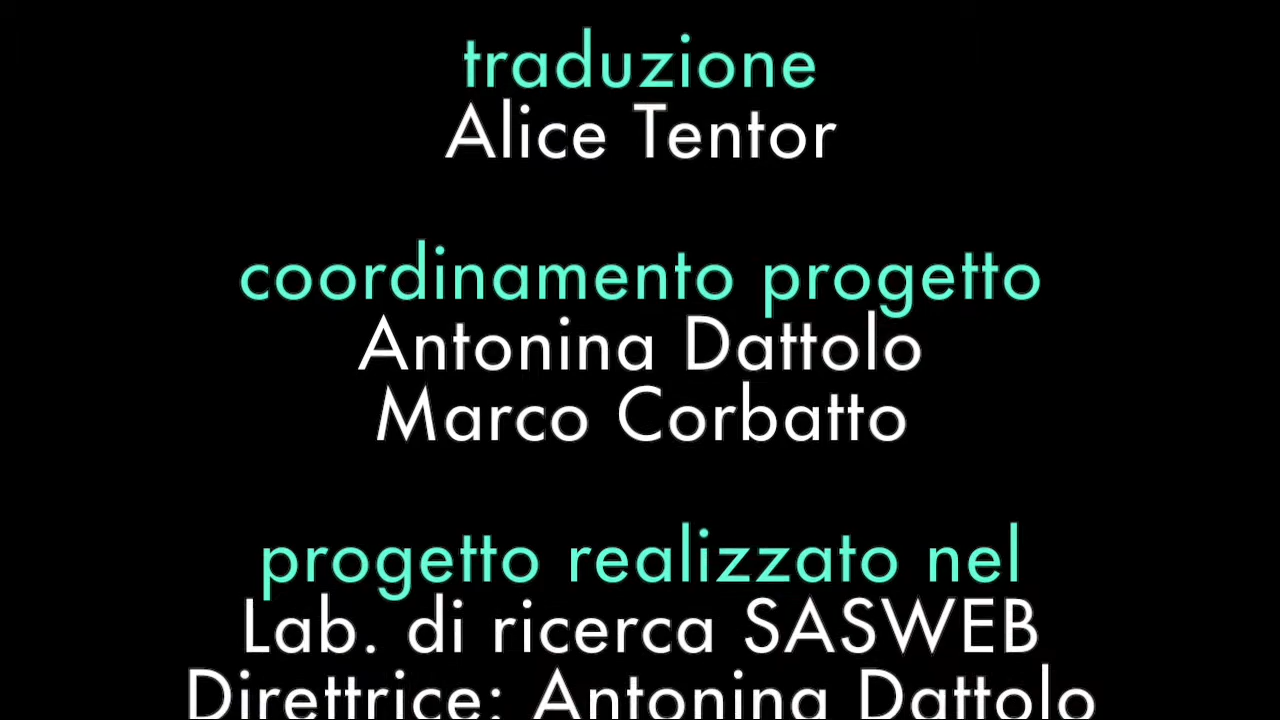 traduzione
Alice Tentor
coordinamento progetto
Antonina Dattolo
Marco Corbatto
progetto realizzato nel
Lab. di ricerca SASWEB
Direttrice: Antonina Dattolo